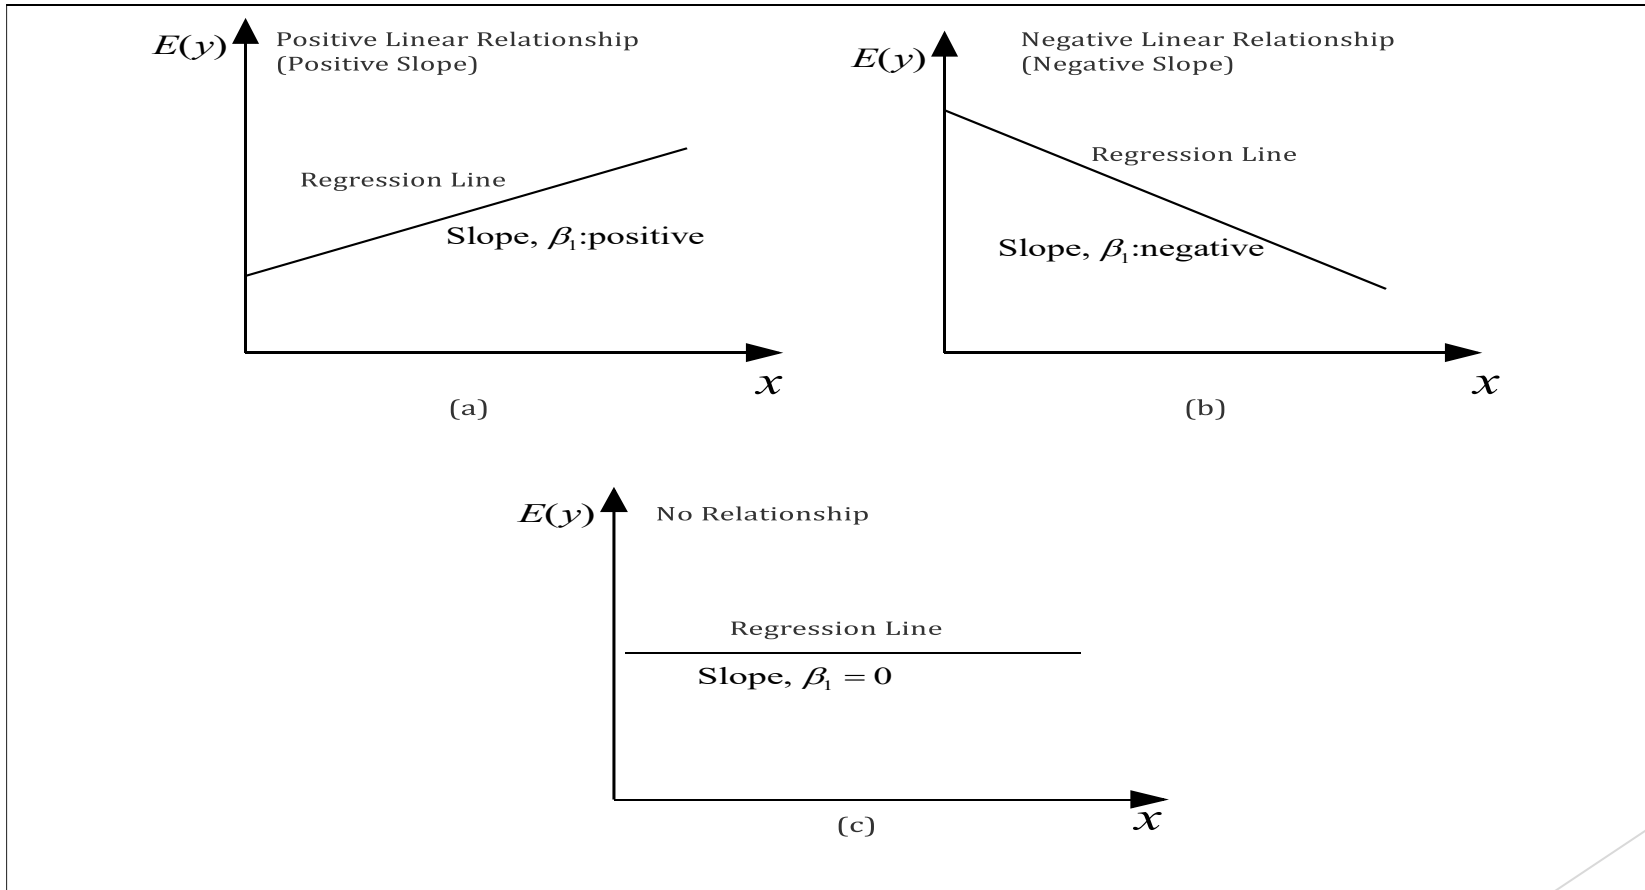 E(y)
Positive Linear Relationship
(Positive Slope)
Regression Line
Slope, β₁:positive
x
(a)
E(y)
Negative Linear Relationship
(Negative Slope)
Regression Line
Slope, β₁:negative
x
(b)
E(y)
No Relationship
Regression Line
Slope, β₁ = 0
x
(c)